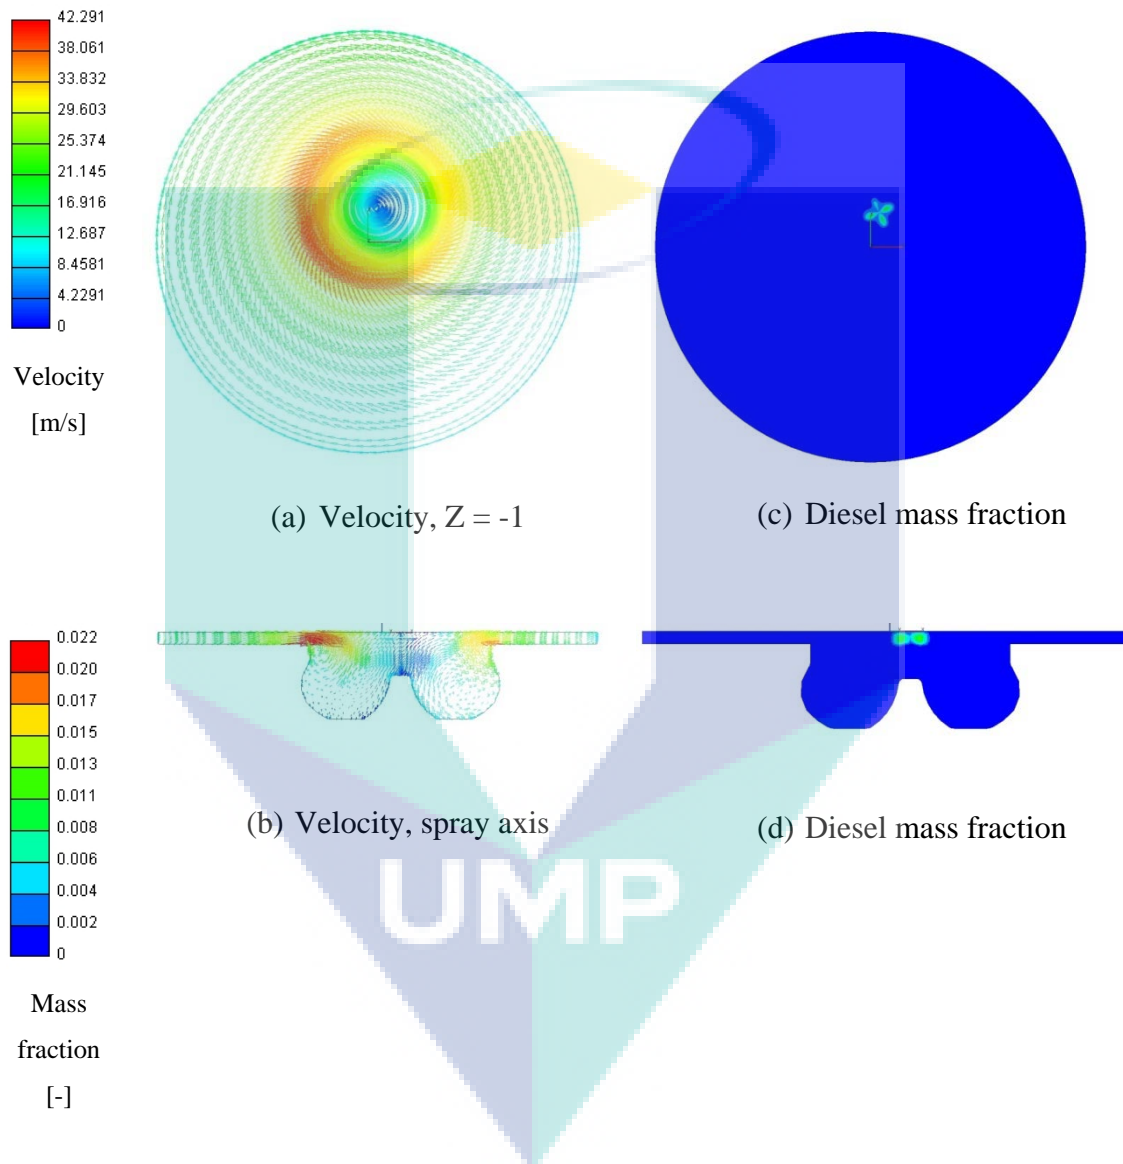 42.291
38.061
33.832
29.603
25.374
21.145
16.916
12.687
8.4581
4.2291
0
Velocity
[m/s]
(a) Velocity, Z = -1
(c) Diesel mass fraction
0.022
0.020
0.017
0.015
0.013
0.011
0.008
0.006
0.004
0.002
0
Mass
fraction
[-]
(b) Velocity, spray axis
(d) Diesel mass fraction
UMP